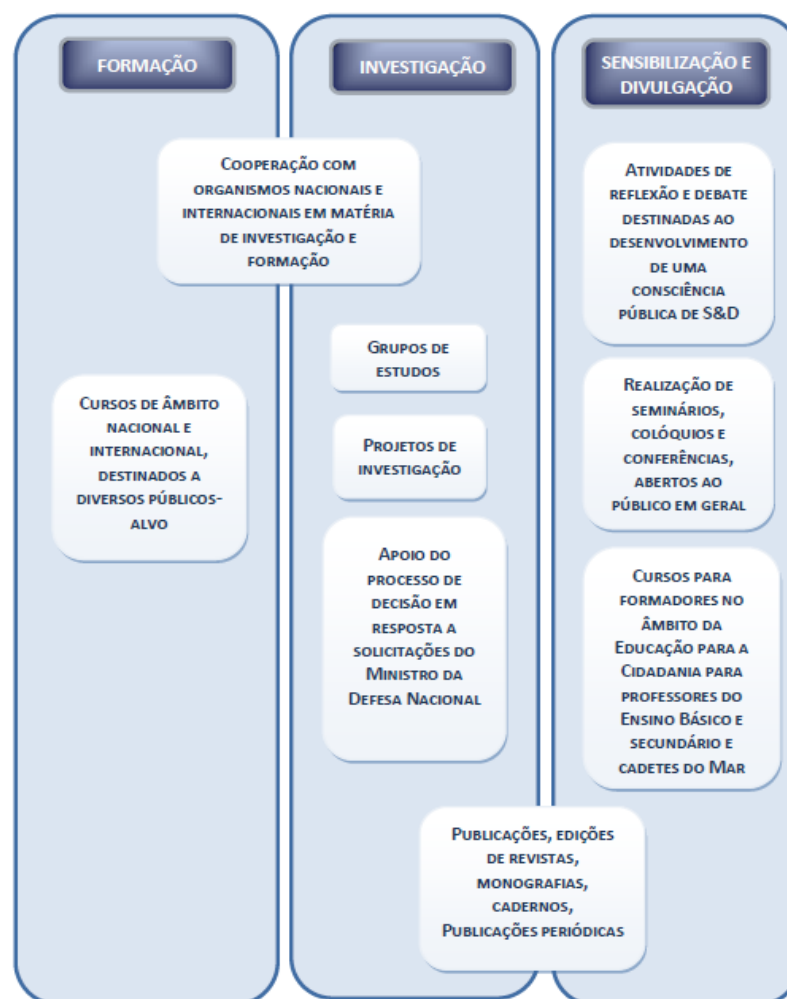 FORMAÇÃO
INVESTIGAÇÃO
SENSIBILIZAÇÃO E
DIVULGAÇÃO
COOPERAÇÃO COM
ORGANISMOS NACIONAIS E
INTERNACIONAIS EM MATÉRIA
DE INVESTIGAÇÃO E
FORMAÇÃO
ATIVIDADES DE
REFLEXÃO E DEBATE
DESTINADAS AO
DESENVOLVIMENTO
DE UMA
CONSCIÊNCIA
PÚBLICA DE S&D
GRUPOS DE
ESTUDOS
CURSOS DE ÂMBITO
NACIONAL E
INTERNACIONAL,
DESTINADOS A
DIVERSOS PÚBLICOS-
ALVO
PROJETOS DE
INVESTIGAÇÃO
REALIZAÇÃO DE
SEMINÁRIOS,
COLÓQUIOS E
CONFERÊNCIAS,
ABERTOS AO
PÚBLICO EM GERAL
APOIO DO
PROCESSO DE
DECISÃO EM
RESPOSTA A
SOLICITAÇÕES DO
MINISTRO DA
DEFESA NACIONAL
CURSOS PARA
FORMADORES NO
ÂMBITO DA
EDUCAÇÃO PARA A
CIDADANIA PARA
PROFESSORES DO
ENSINO BÁSICO E
SECUNDÁRIO E
CADETES DO MAR
PUBLICAÇÕES, EDIÇÕES
DE REVISTAS,
MONOGRAFIAS,
CADERNOS,
PUBLICAÇÕES PERIÓDICAS